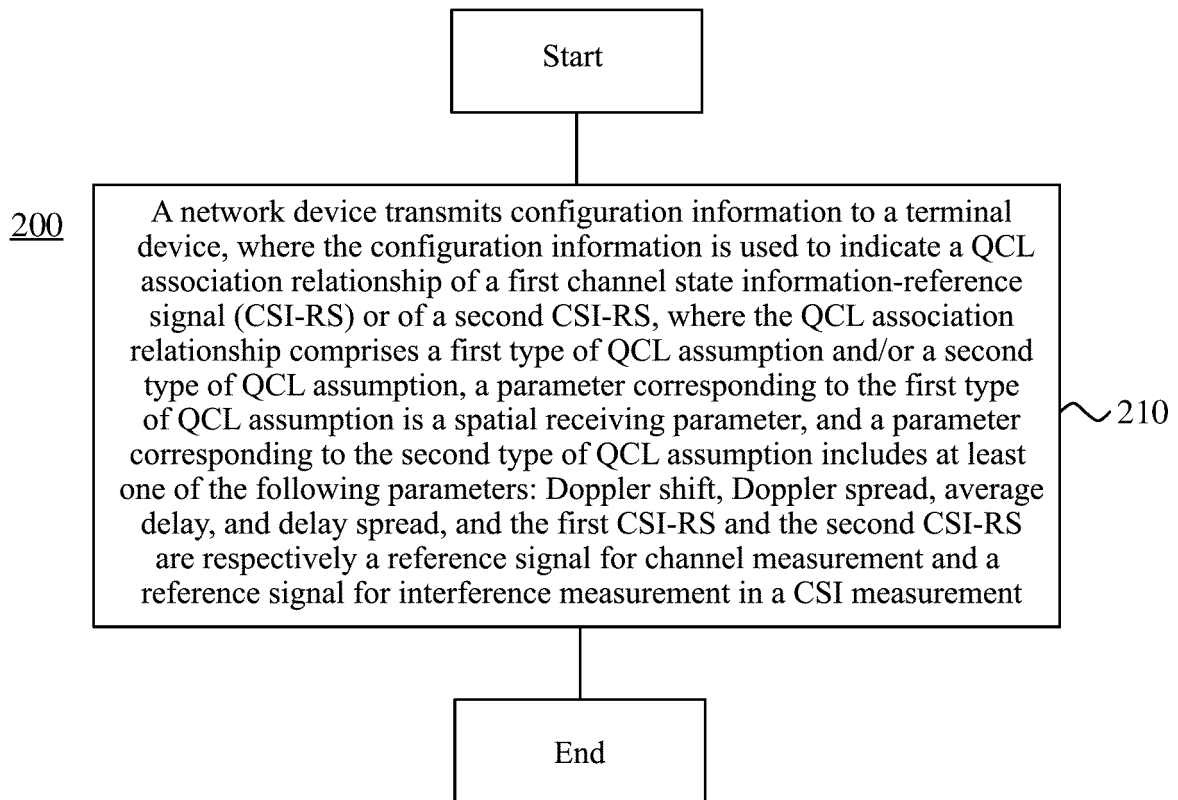 Start
200
A network device transmits configuration information to a terminal
device, where the configuration information is used to indicate a QCL
association relationship of a first channel state information-reference
signal (CSI-RS) or of a second CSI-RS, where the QCL association
relationship comprises a first type of QCL assumption and/or a second
type of QCL assumption, a parameter corresponding to the first type
of QCL assumption is a spatial receiving parameter, and a parameter
corresponding to the second type of QCL assumption includes at least
one of the following parameters: Doppler shift, Doppler spread, average
delay, and delay spread, and the first CSI-RS and the second CSI-RS
are respectively a reference signal for channel measurement and a
reference signal for interference measurement in a CSI measurement
210
End